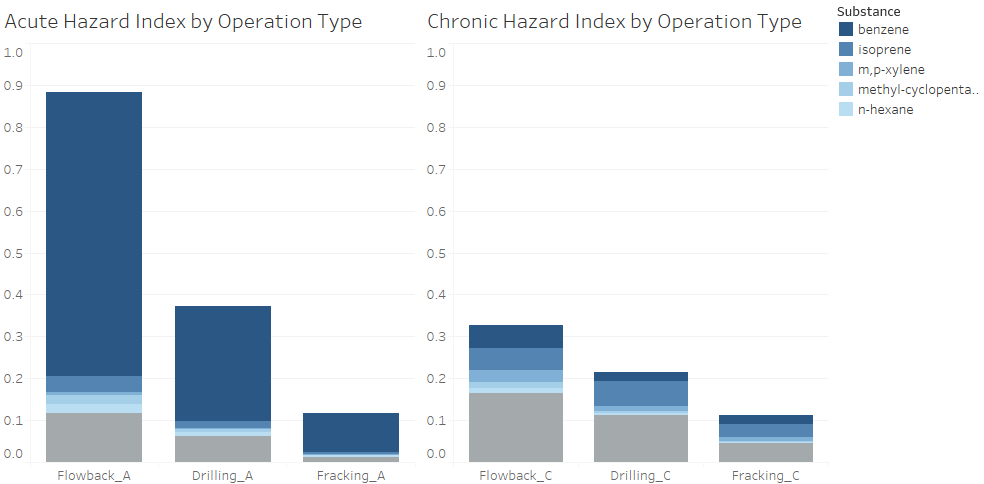 Acute Hazard Index by Operation Type
1.0
0.9
0.8
0.7
0.6
0.5
0.4
0.3
0.2
0.1
0.0
Flowback_A Drilling_A Fracking_A
Chronic Hazard Index by Operation Type
1.0
0.9
0.8
0.7
0.6
0.5
0.4
0.3
0.2
0.1
0.0
Flowback_C Drilling_C Fracking_C
Substance
benzene
isoprene
m,p-xylene
methyl-cyclopenta..
n-hexane